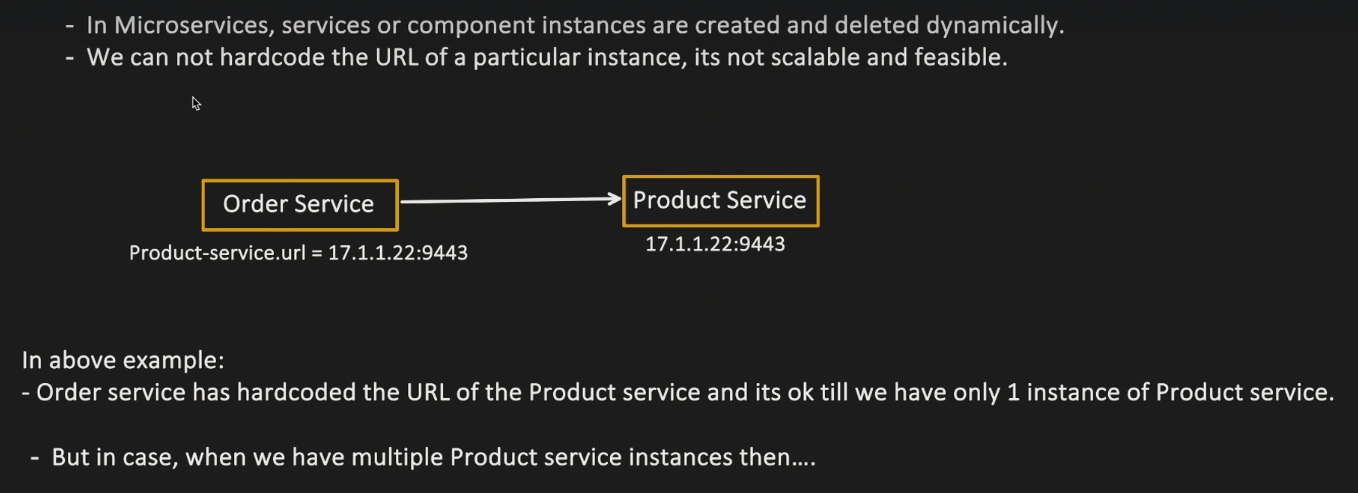 - In Microservices, services or component instances are created and deleted dynamically.
- We can not hardcode the URL of a particular instance, its not scalable and feasible.
Order Service
Product Service
Product-service.url = 17.1.1.22:9443
17.1.1.22:9443
In above example:
- Order service has hardcoded the URL of the Product service and its ok till we have only 1 instance of Product service.
- But in case, when we have multiple Product service instances then....